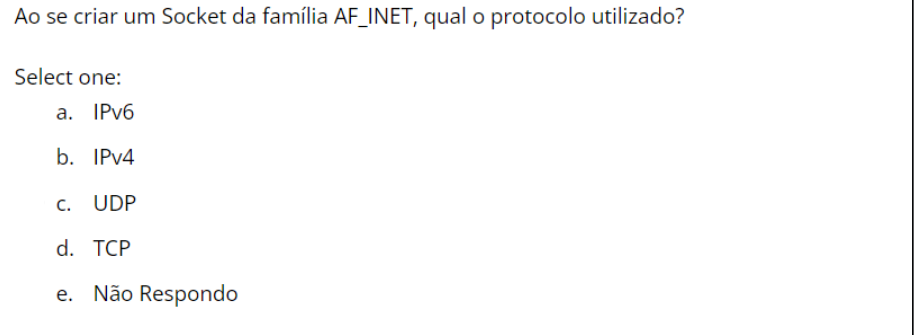 Ao se criar um Socket da família AF_INET, qual o protocolo utilizado?
Select one:
a. IPv6
b. IPv4
c. UDP
d. TCP
e. Não Respondo